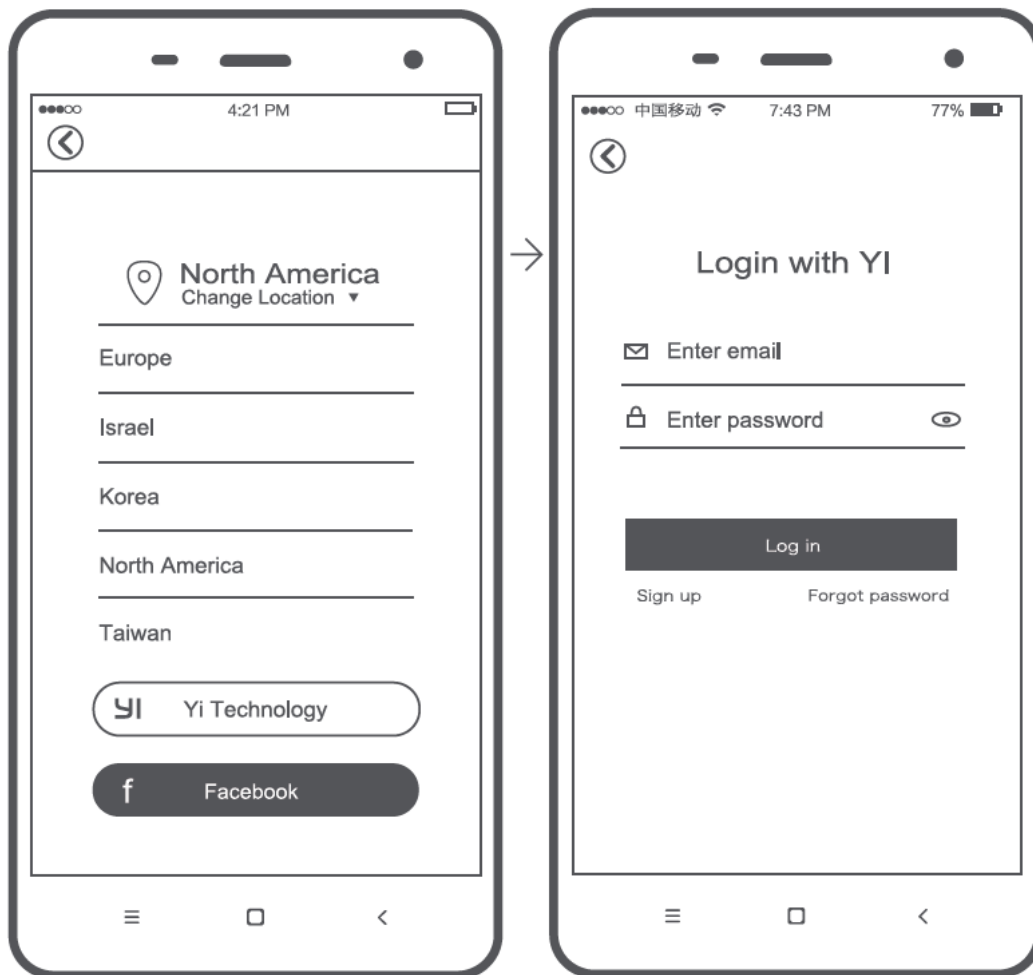 4:21 PM
North America
Change Location
Europe
Israel
Korea
North America
Taiwan
YI Yi Technology
f Facebook
中国移动 7:43 PM 77%
Login with YI
Enter email
Enter password
Log in
Sign up Forgot password